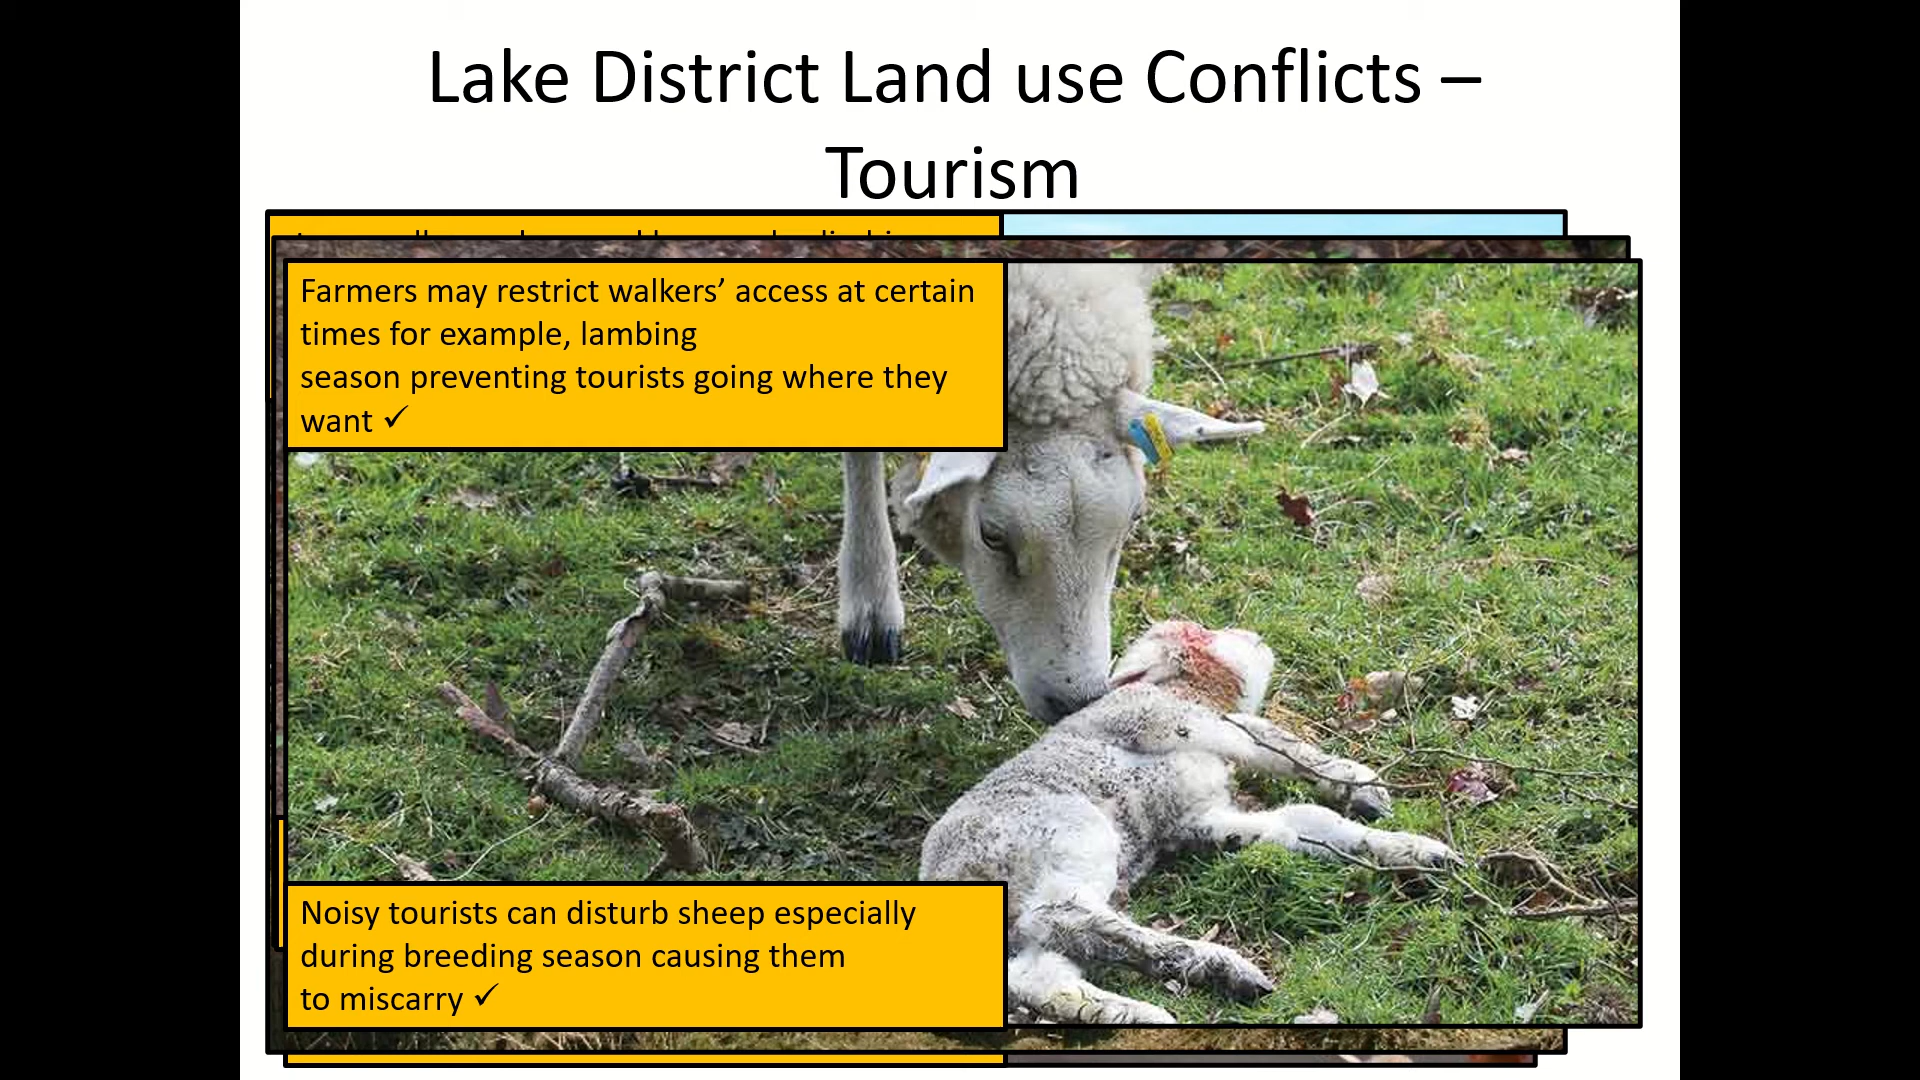 Lake District Land use Conflicts –
Tourism
Farmers may restrict walkers’ access at certain
times for example, lambing
season preventing tourists going where they
want ✓
Noisy tourists can disturb sheep especially
during breeding season causing them
to miscarry ✓